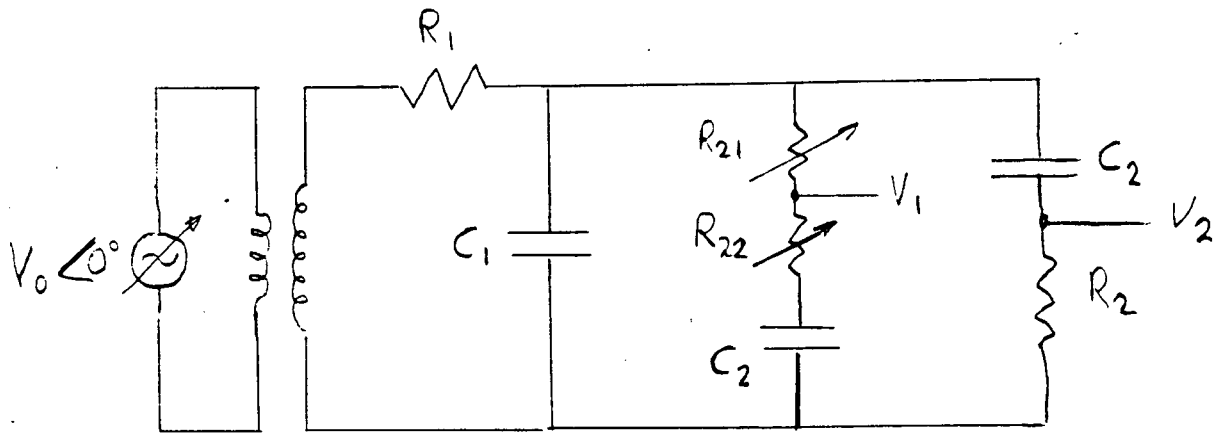 R₁
R₂₁
V₁
C₂
V₂
V₀ ∠0°
C₁
R₂₂
R₂
C₂